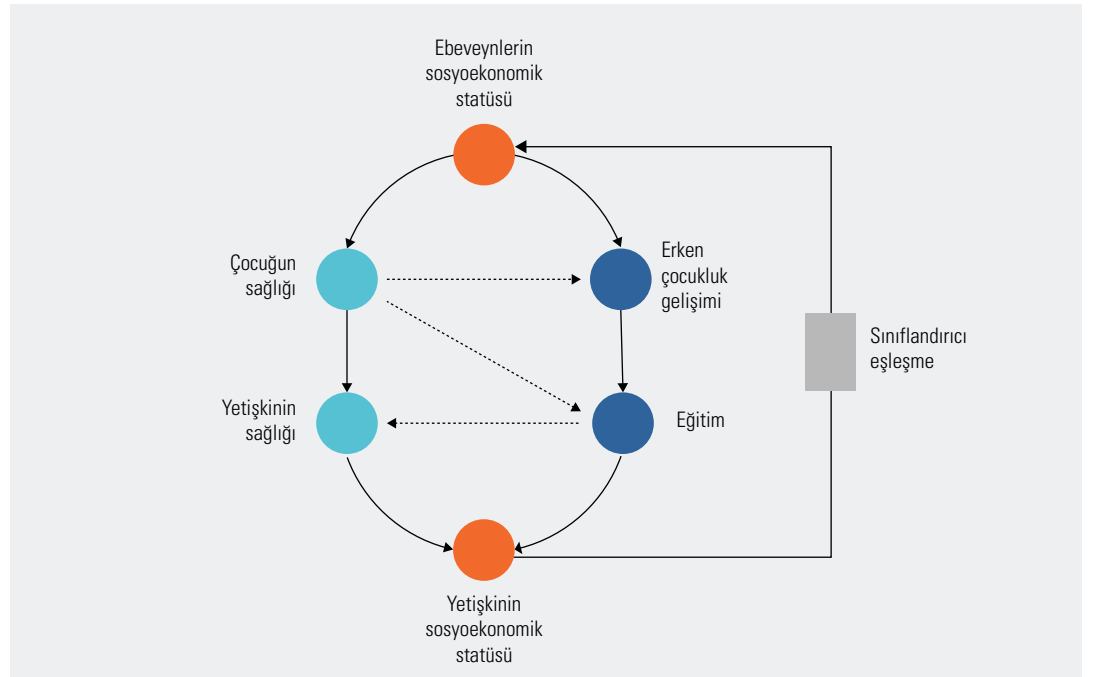 Ebeveynlerin
sosyoekonomik
statüsü
Çocuğun
sağlığı
Erken
çocukluk
gelişimi
Sınıflandırıcı
eşleşme
Yetişkinin
sağlığı
Eğitim
Yetişkinin
sosyoekonomik
statüsü